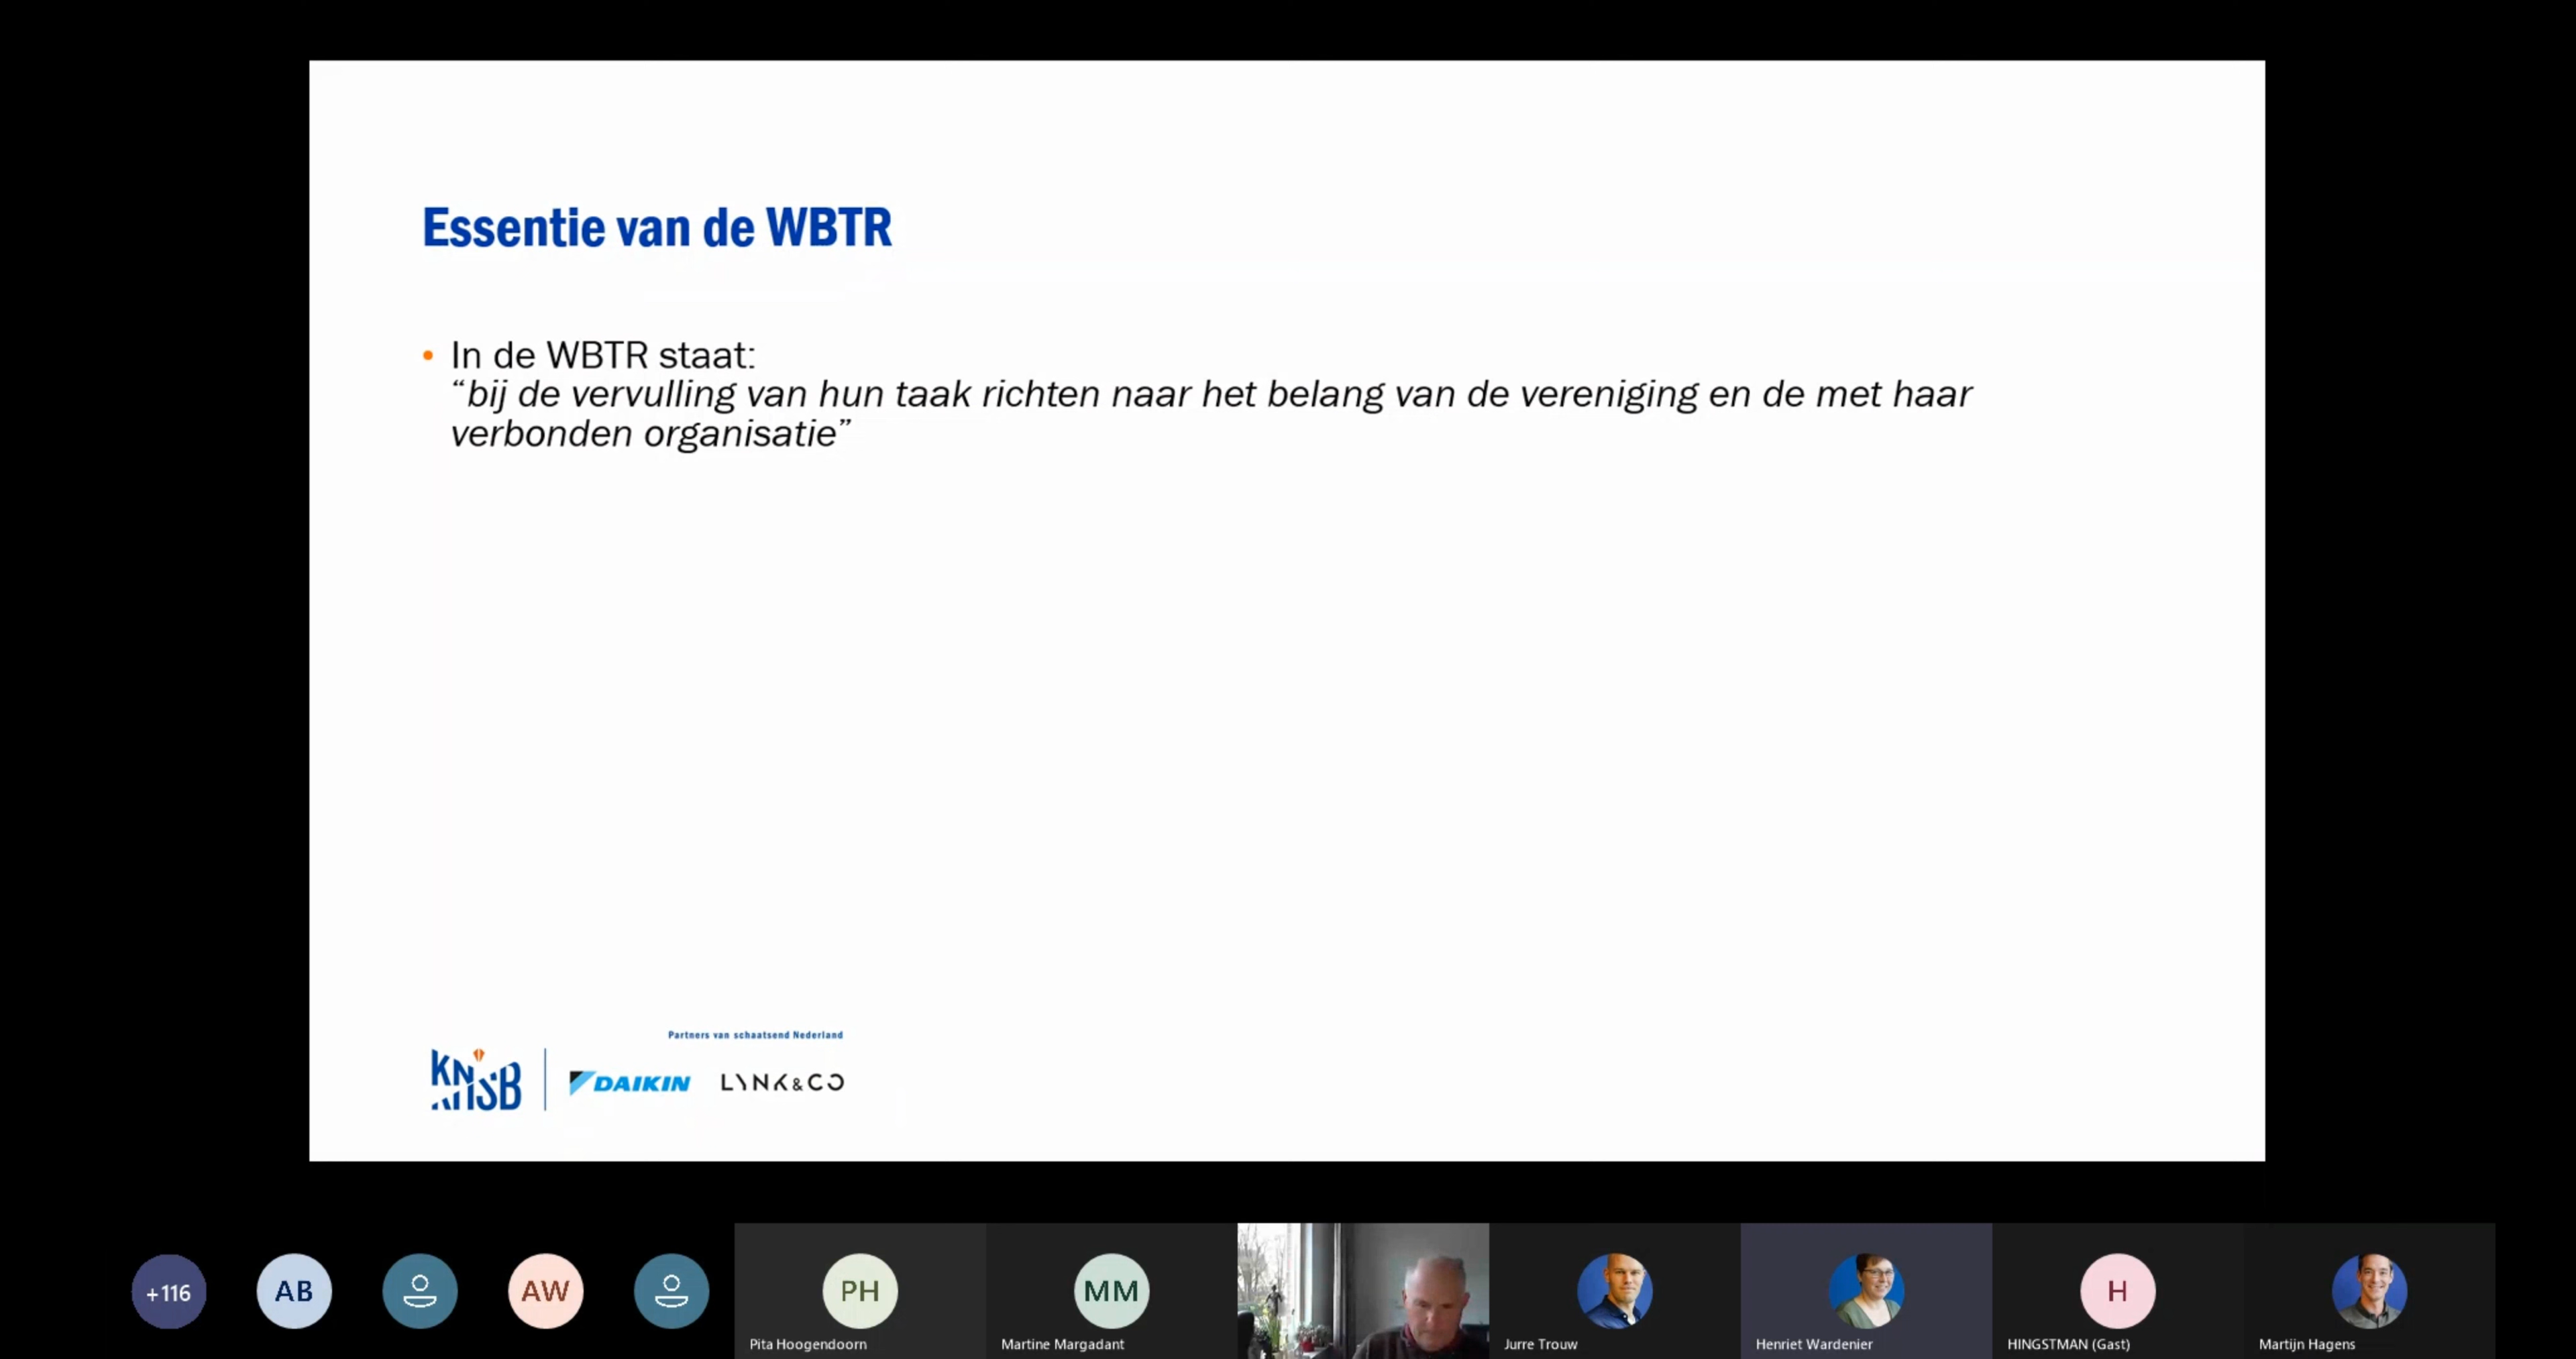 Essentie van de WBTR
• In de WBTR staat:
“bij de vervulling van hun taak richten naar het belang van de vereniging en de met haar
verbonden organisatie”
Partners van schaatsend Nederland
KNSB
DAIKIN
LYNK&CO
+116
AB
AW
PH
MM
H
Pita Hoogendoorn
Martine Margadant
Jurre Trouw
Henriet Wardenier
HINGSTMAN (Gast)
Martijn Hagens